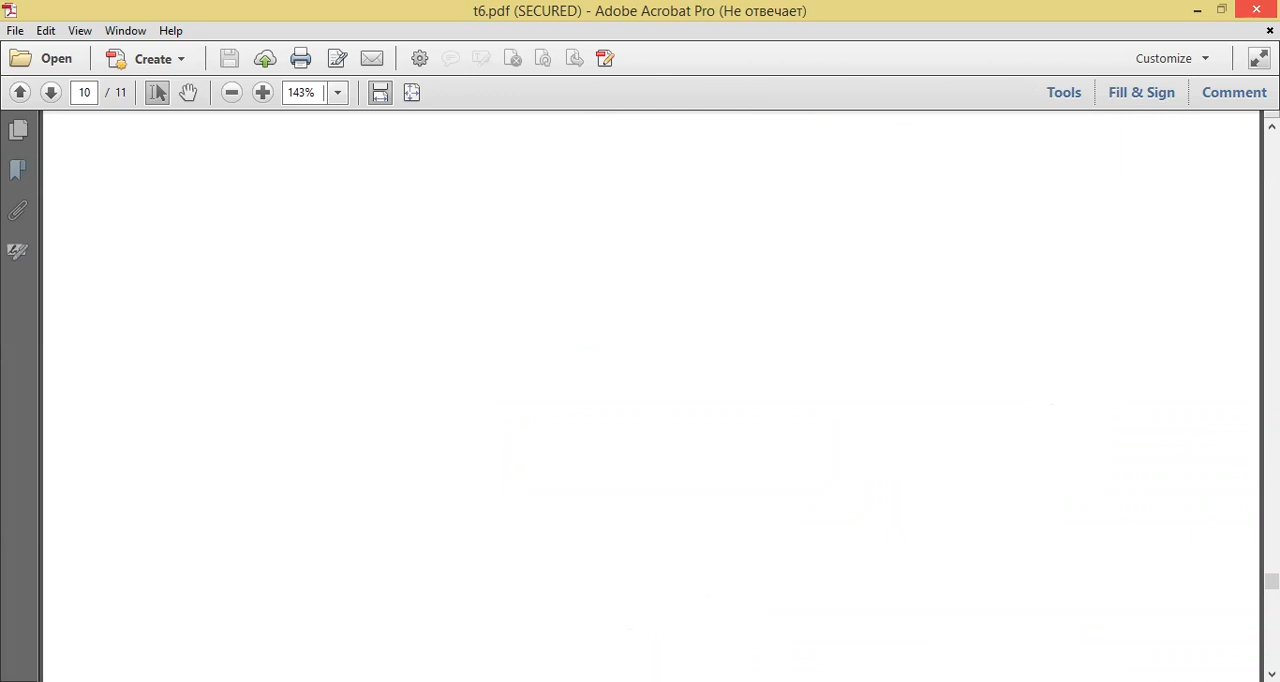 t6.pdf (SECURED) - Adobe Acrobat Pro (Не отвечает)
File Edit View Window Help
Open Create Customize
10 / 11 143% Tools Fill & Sign Comment